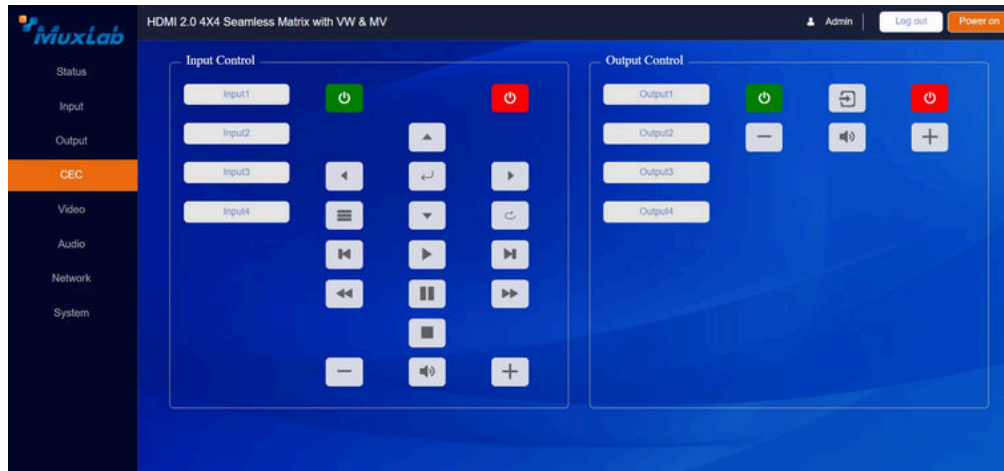 MuxLab
HDMI 2.0 4X4 Seamless Matrix with VW & MV
Admin
Log out
Power on
Status
Input
Output
CEC
Video
Audio
Network
System
Input Control
Input1
Input2
Input3
Input4
Output Control
Output1
Output2
Output3
Output4